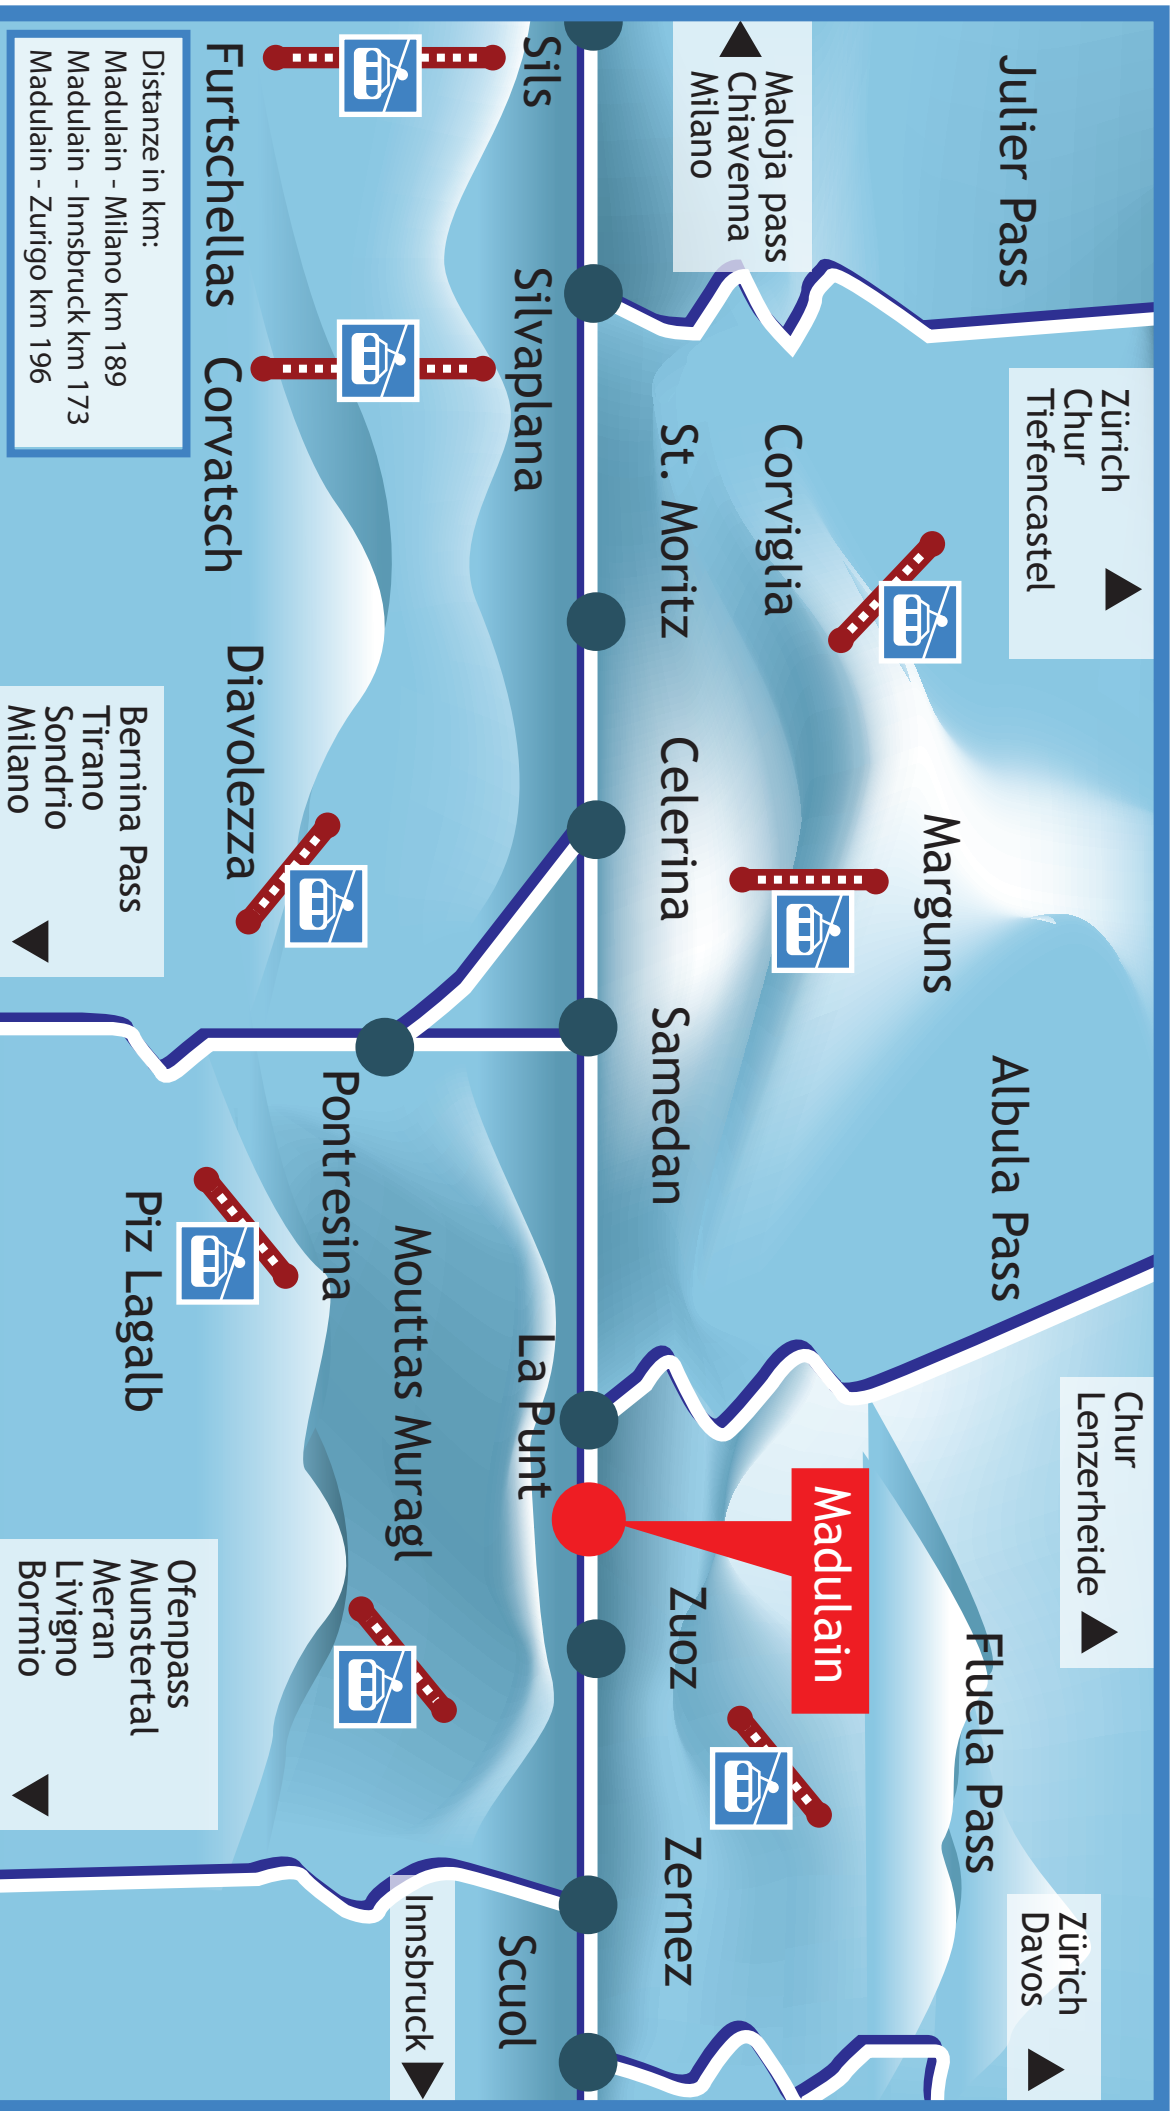 Julier Pass
Maloja pass
Chiavenna
Milano
Zürich
Chur
Tiefencastel
Corviglia
St. Moritz
Marguns
Celerina
Samedan
Albula Pass
Chur
Lenzerheide
Madulain
Zuoz
Fluela Pass
Zernez
Zürich
Davos
Sils
Silvaplana
La Punt
Scuol
Innsbruck
Furtschellas
Corvatsch
Diavolezza
Pontresina
Mouttas Muragl
Piz Lagalb
Distanze in km:
Madulain - Milano km 189
Madulain - Innsbruck km 173
Madulain - Zurigo km 196
Bernina Pass
Tirano
Sondrio
Milano
Ofenpass
Munstertal
Meran
Livigno
Bormio